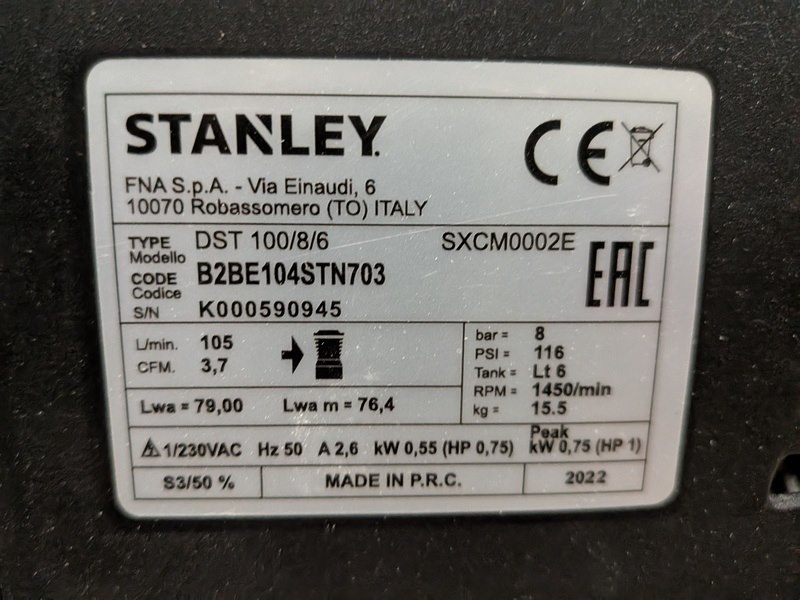 STANLEY.
CE
FNA S.p.A. - Via Einaudi, 6
10070 Robassomero (TO) ITALY
TYPE DST 100/8/6 SXCM0002E
Modello
CODE B2BE104STN703
Codice
EAC
S/N K000590945
L/min. 105
CFM. 3,7
bar = 8
PSI = 116
Tank = Lt 6
RPM = 1450/min
kg = 15.5
Lwa = 79,00 Lwa m = 76,4
1/230VAC Hz 50 A 2,6 kW 0,55 (HP 0,75)
Peak
kW 0,75 (HP 1)
S3/50 % MADE IN P.R.C. 2022